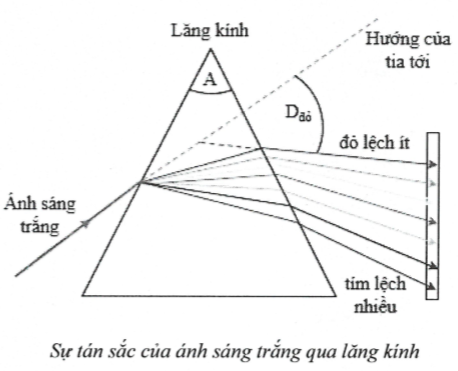 Lăng kính
Hướng của
tia tới
A
D đỏ
đỏ lệch ít
Ánh sáng
trắng
tím lệch
nhiều
Sự tán sắc của ánh sáng trắng qua lăng kính